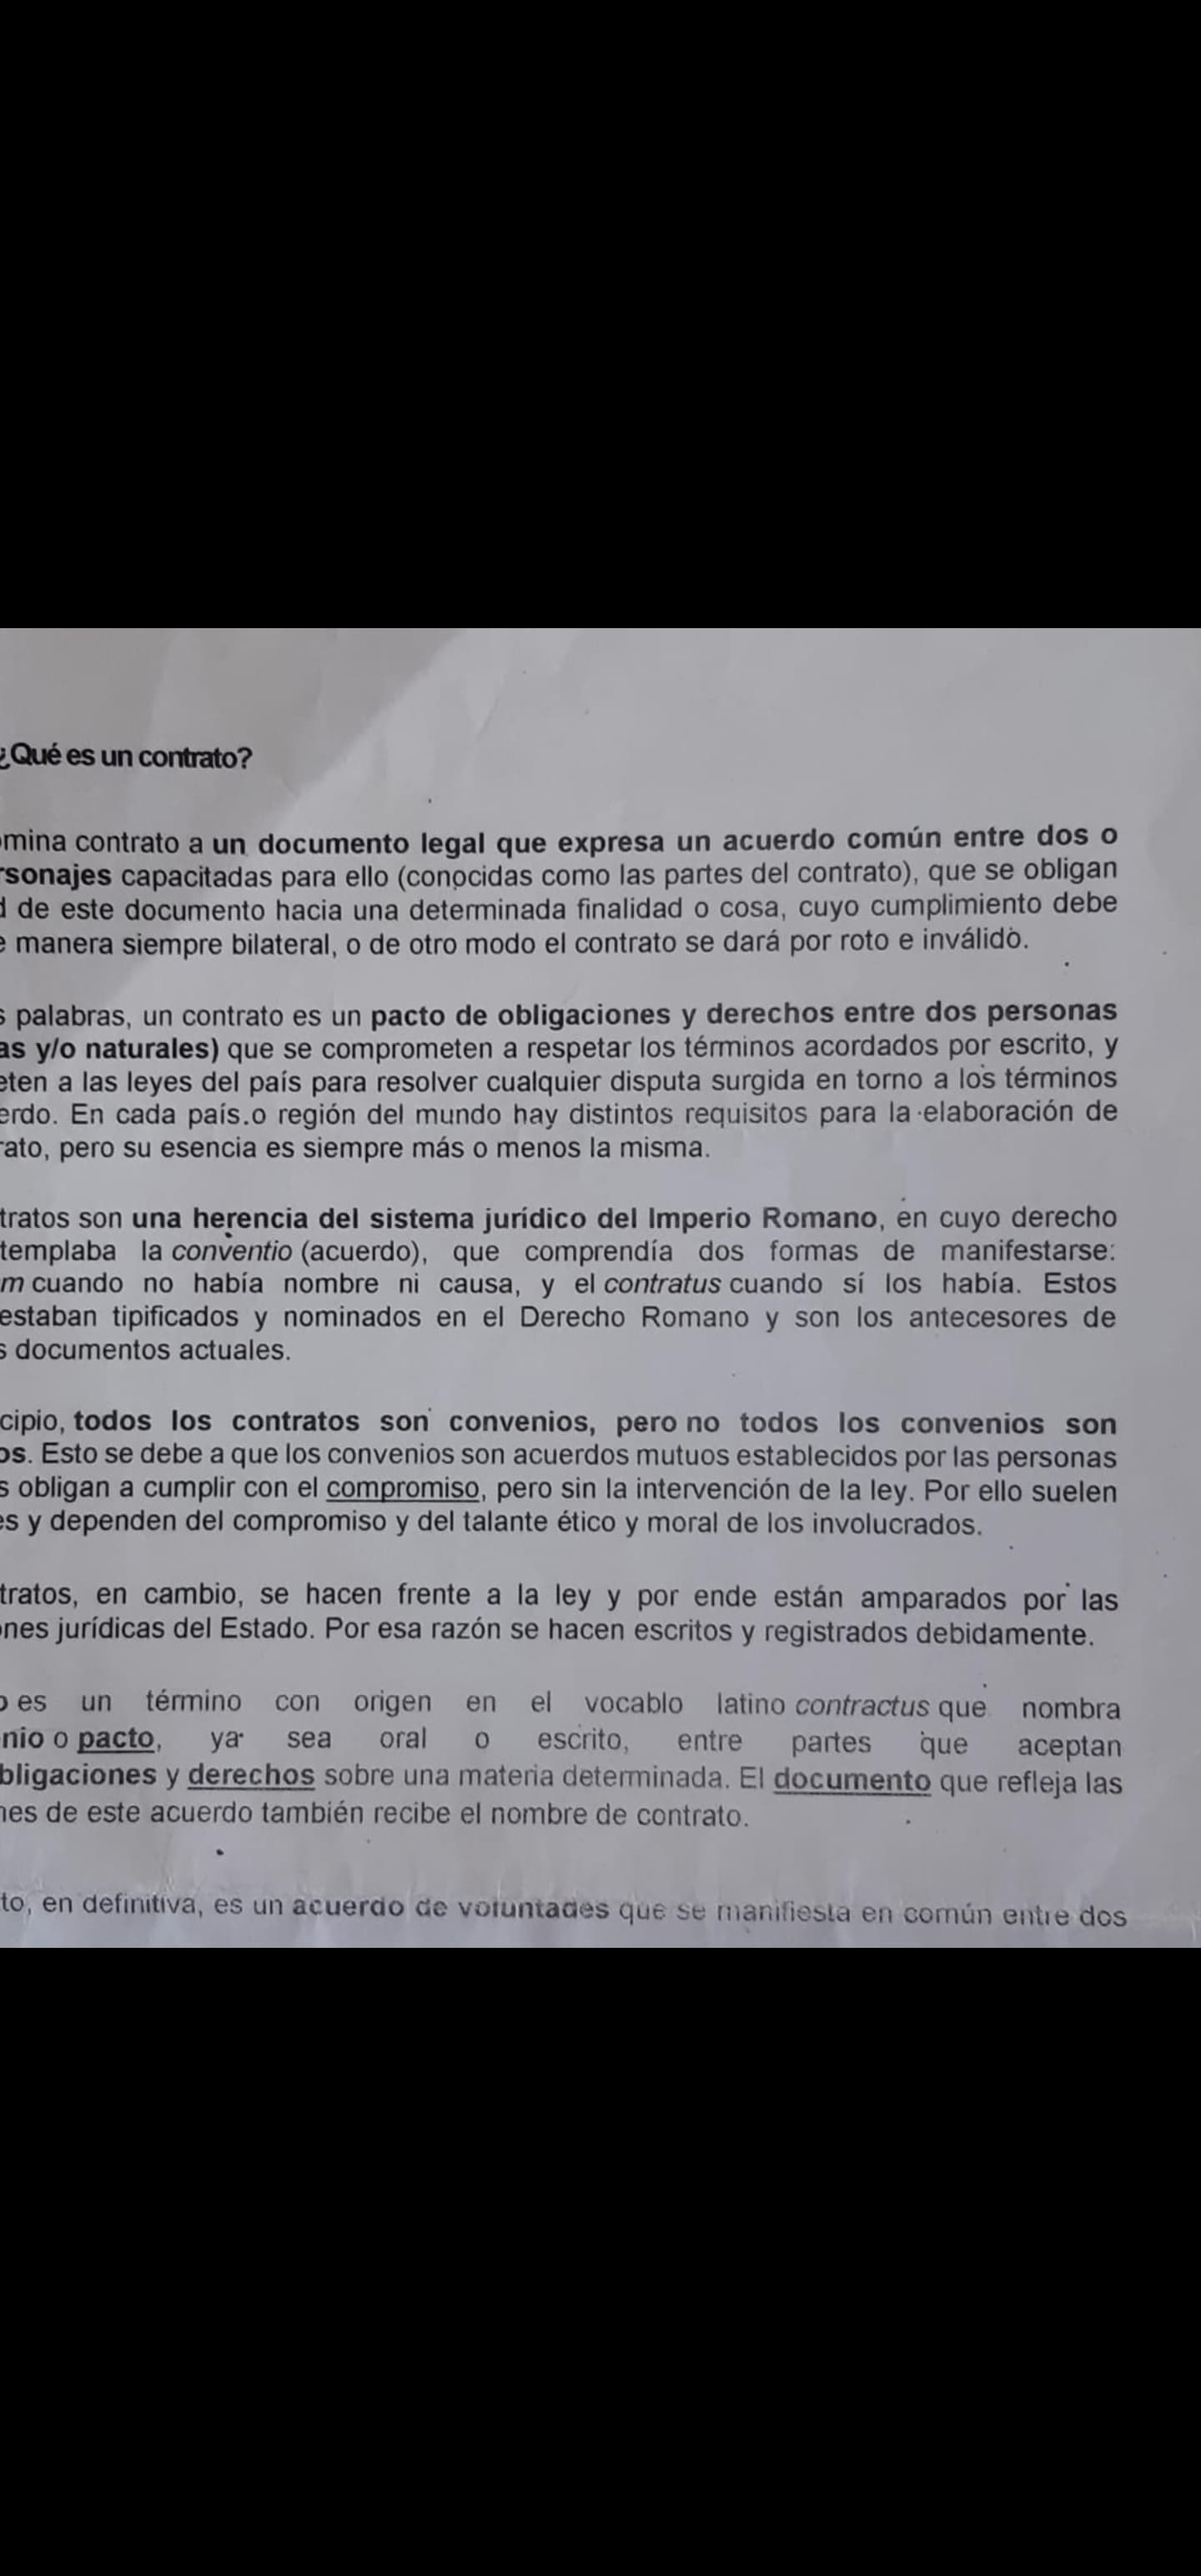 ¿Qué es un contrato?
mina contrato a un documento legal que expresa un acuerdo común entre dos o
rsonajes capacitadas para ello (conocidas como las partes del contrato), que se obligan
d de este documento hacia una determinada finalidad o cosa, cuyo cumplimiento debe
e manera siempre bilateral, o de otro modo el contrato se dará por roto e inválido.
s palabras, un contrato es un pacto de obligaciones y derechos entre dos personas
as y/o naturales) que se comprometen a respetar los términos acordados por escrito, y
eten a las leyes del país para resolver cualquier disputa surgida en torno a los términos
erdo. En cada país o región del mundo hay distintos requisitos para la elaboración de
rato, pero su esencia es siempre más o menos la misma.
tratos son una herencia del sistema jurídico del Imperio Romano, en cuyo derecho
templaba la conventio (acuerdo), que comprendía dos formas de manifestarse:
m cuando no había nombre ni causa, y el contratus cuando sí los había. Estos
estaban tipificados y nominados en el Derecho Romano y son los antecesores de
s documentos actuales.
cipio, todos los contratos son convenios, pero no todos los convenios son
os. Esto se debe a que los convenios son acuerdos mutuos establecidos por las personas
s obligan a cumplir con el compromiso, pero sin la intervención de la ley. Por ello suelen
es y dependen del compromiso y del talante ético y moral de los involucrados.
tratos, en cambio, se hacen frente a la ley y por ende están amparados por las
ones jurídicas del Estado. Por esa razón se hacen escritos y registrados debidamente.
o es un término con origen en el vocablo latino contractus que nombra
nio o pacto, ya sea oral o escrito, entre partes que aceptan
bligaciones y derechos sobre una materia determinada. El documento que refleja las
nes de este acuerdo también recibe el nombre de contrato.
to, en definitiva, es un acuerdo de voluntades que se manifiesta en común entre dos